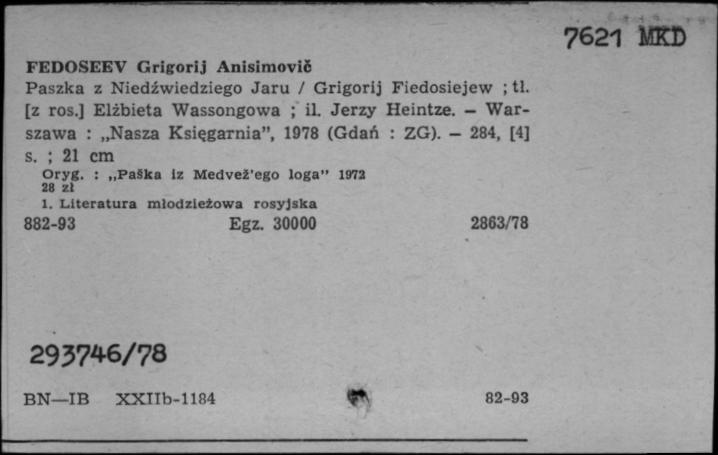 7621 MKD
FEDOSEEV Grigorij Anisimovič
Paszka z Niedźwiedziego Jaru / Grigorij Fiedosiejew ; tł.
[z ros.] Elżbieta Wassongowa ; il. Jerzy Heintze. — War-
szawa : „Nasza Księgarnia”, 1978 (Gdań : ZG). — 284, [4]
s. ; 21 cm
Oryg. : „Paška iz Medvež'ego loga” 1972
28 zł
1. Literatura młodzieżowa rosyjska
882-93 Egz. 30000 2863/78
293746/78
BN—IB XXIIb-1184 82-93